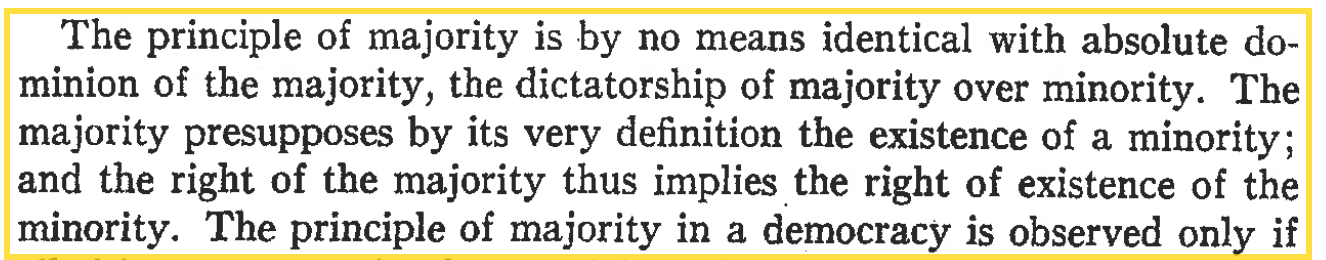 The principle of majority is by no means identical with absolute do-
minion of the majority, the dictatorship of majority over minority. The
majority presupposes by its very definition the existence of a minority;
and the right of the majority thus implies the right of existence of the
minority. The principle of majority in a democracy is observed only if